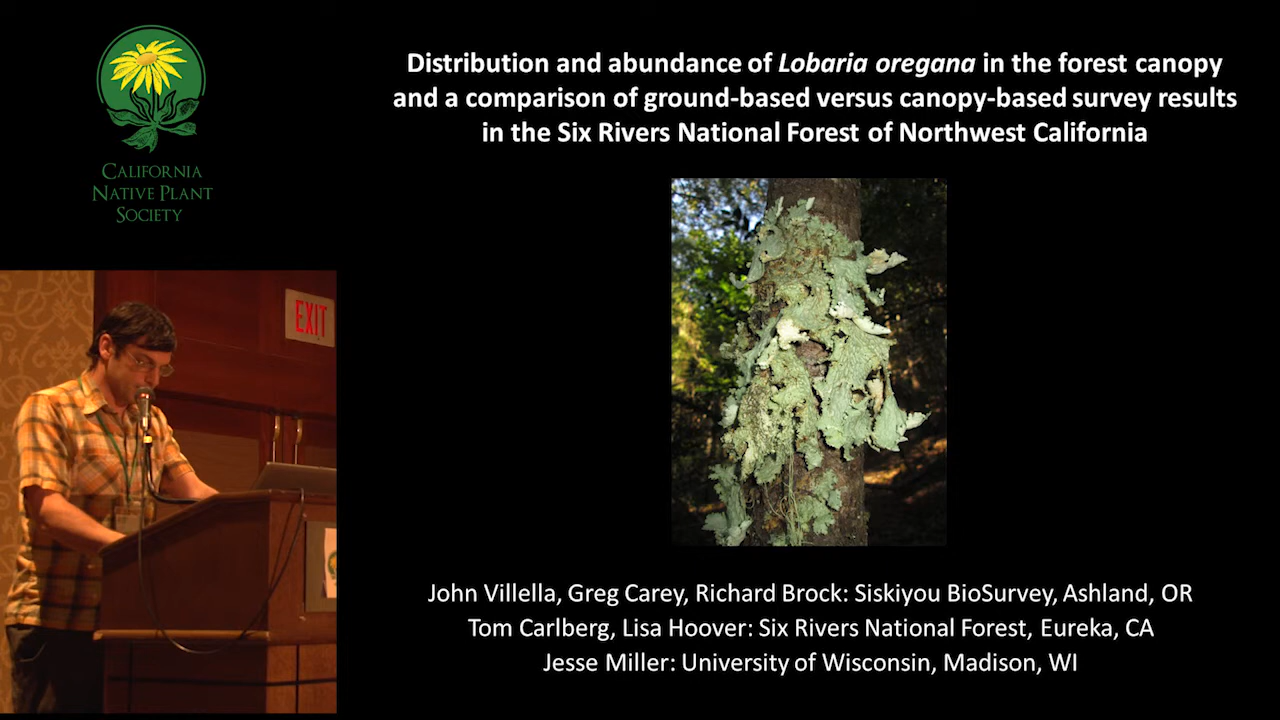 CALIFORNIA
NATIVE PLANT
SOCIETY
Distribution and abundance of Lobaria oregana in the forest canopy
and a comparison of ground-based versus canopy-based survey results
in the Six Rivers National Forest of Northwest California
EXIT
John Villella, Greg Carey, Richard Brock: Siskiyou BioSurvey, Ashland, OR
Tom Carlberg, Lisa Hoover: Six Rivers National Forest, Eureka, CA
Jesse Miller: University of Wisconsin, Madison, WI